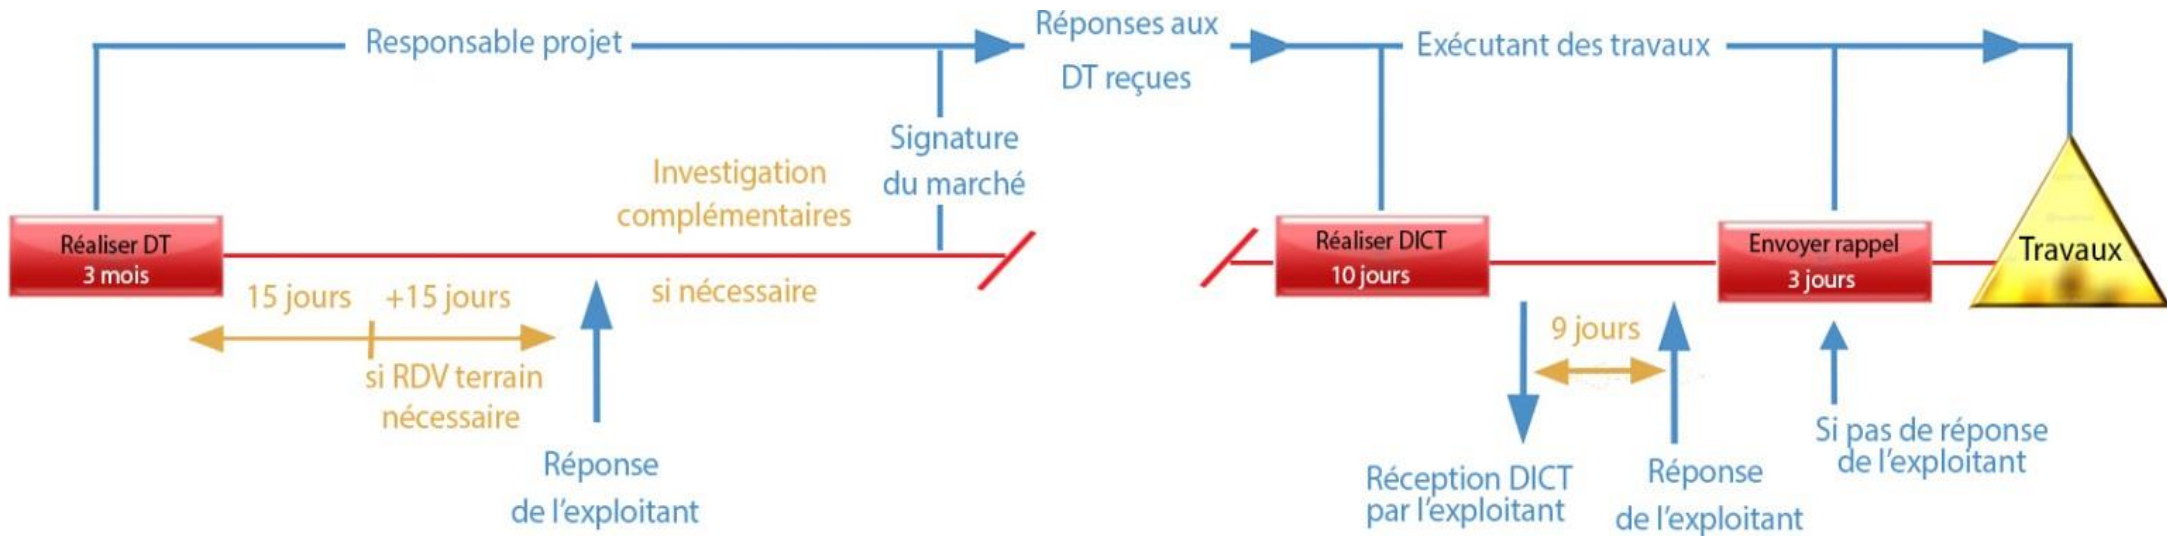 Responsable projet
Réponses aux
DT reçues
Exécutant des travaux
Signature
du marché
Investigation
complémentaires
si nécessaire
Réaliser DT
3 mois
15 jours
+15 jours
si RDV terrain
nécessaire
Réponse
de l'exploitant
Réaliser DICT
10 jours
Envoyer rappel
3 jours
Travaux
9 jours
Réception DICT
par l'exploitant
Réponse
de l'exploitant
Si pas de réponse
de l'exploitant